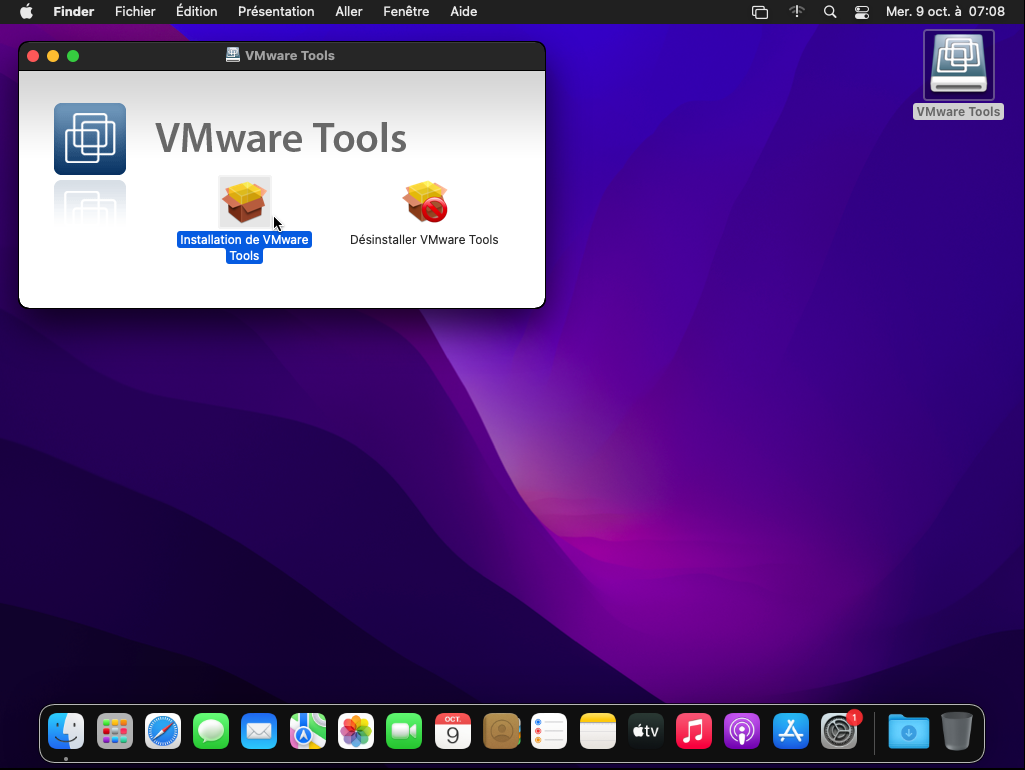 Finder Fichier Édition Présentation Aller Fenêtre Aide Mer. 9 oct. à 07:08
VMware Tools
VMware Tools
Installation de VMware
Tools
Désinstaller VMware Tools
VMware Tools
OCT.
9
tv
1